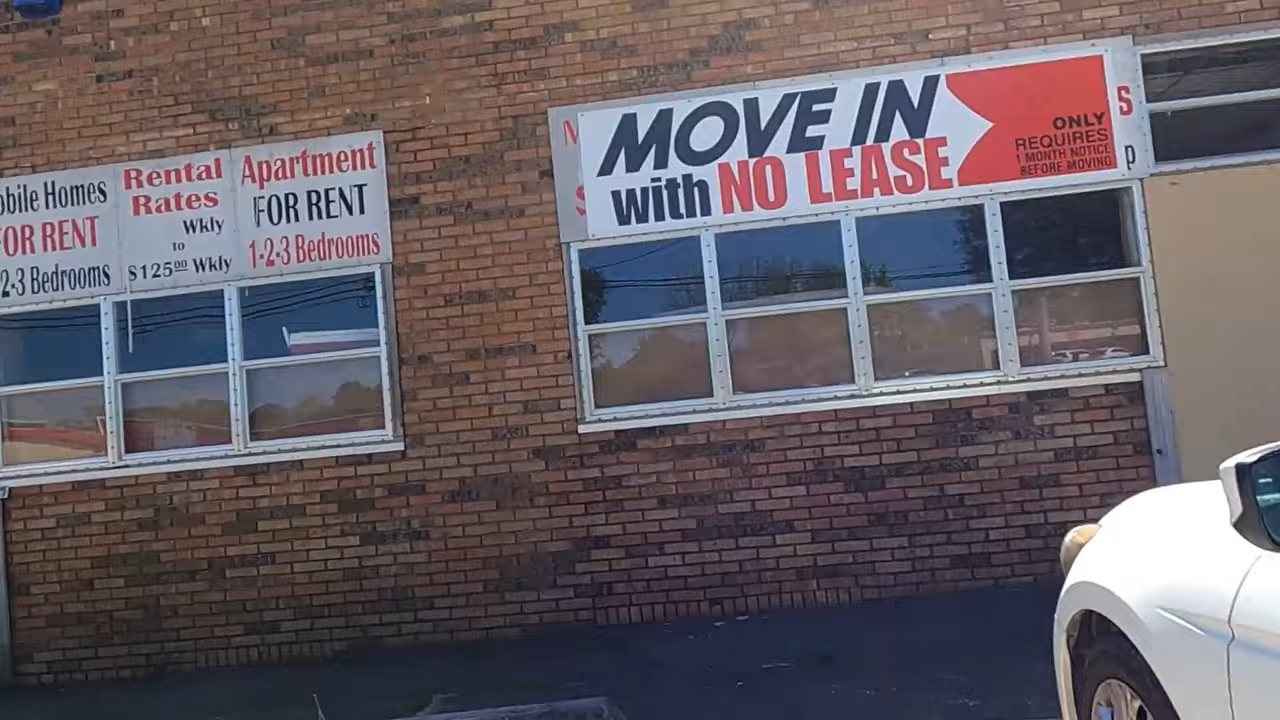 obile Homes
FOR RENT
2-3 Bedrooms
Rental
Rates
Wkly
to
$125.00 Wkly
Apartment
FOR RENT
1-2-3 Bedrooms
M
S
MOVE IN
with NO LEASE
ONLY
REQUIRES
1 MONTH NOTICE
BEFORE MOVING
s
p